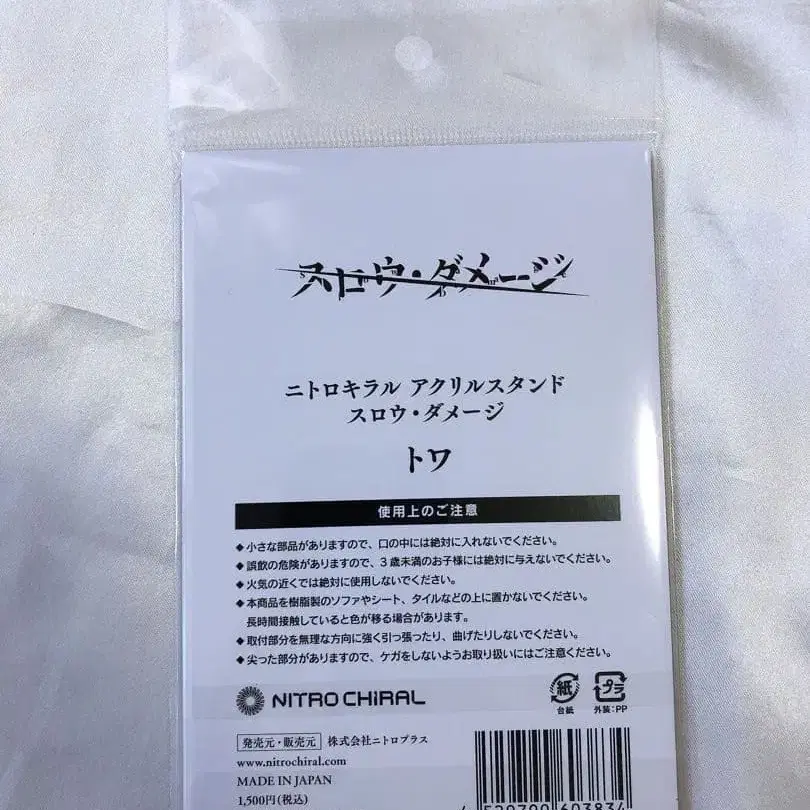 スロウ・ダメージ
ニトロキラル アクリルスタンド
スロウ・ダメージ
トワ
使用上のご注意
◆小さな部品がありますので、口の中には絶対に入れないでください。
◆誤飲の危険がありますので、3歳未満のお子様には絶対に与えないでください。
◆火気の近くでは絶対に使用しないでください。
◆本商品を樹脂製のソファやシート、タイルなどの上に置かないでください。
長時間接触していると色が移る場合があります。
◆取付部分を無理な方向に強く引っ張ったり、曲げたりしないでください。
◆尖った部分がありますので、ケガをしないようお取り扱いにはご注意ください。
NITRO CHiRAL
紙 プラ
台紙 外装:PP
発売元・販売元 株式会社ニトロプラス
www.nitrochiral.com
MADE IN JAPAN
1,500円(税込)